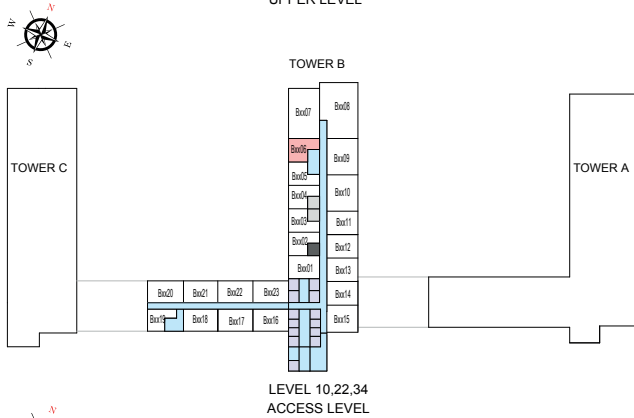 UPPER LEVEL
N
W
E
S
TOWER B
Bxx07
Bxx08
TOWER C
TOWER A
Bxx06
Bxx09
Bxx05
Bxx04
Bxx10
Bxx03
Bxx11
Bxx02
Bxx12
Bxx01
Bxx13
Bxx20
Bxx21
Bxx22
Bxx23
Bxx14
Bxx19
Bxx18
Bxx17
Bxx16
Bxx15
LEVEL 10,22,34
ACCESS LEVEL
N